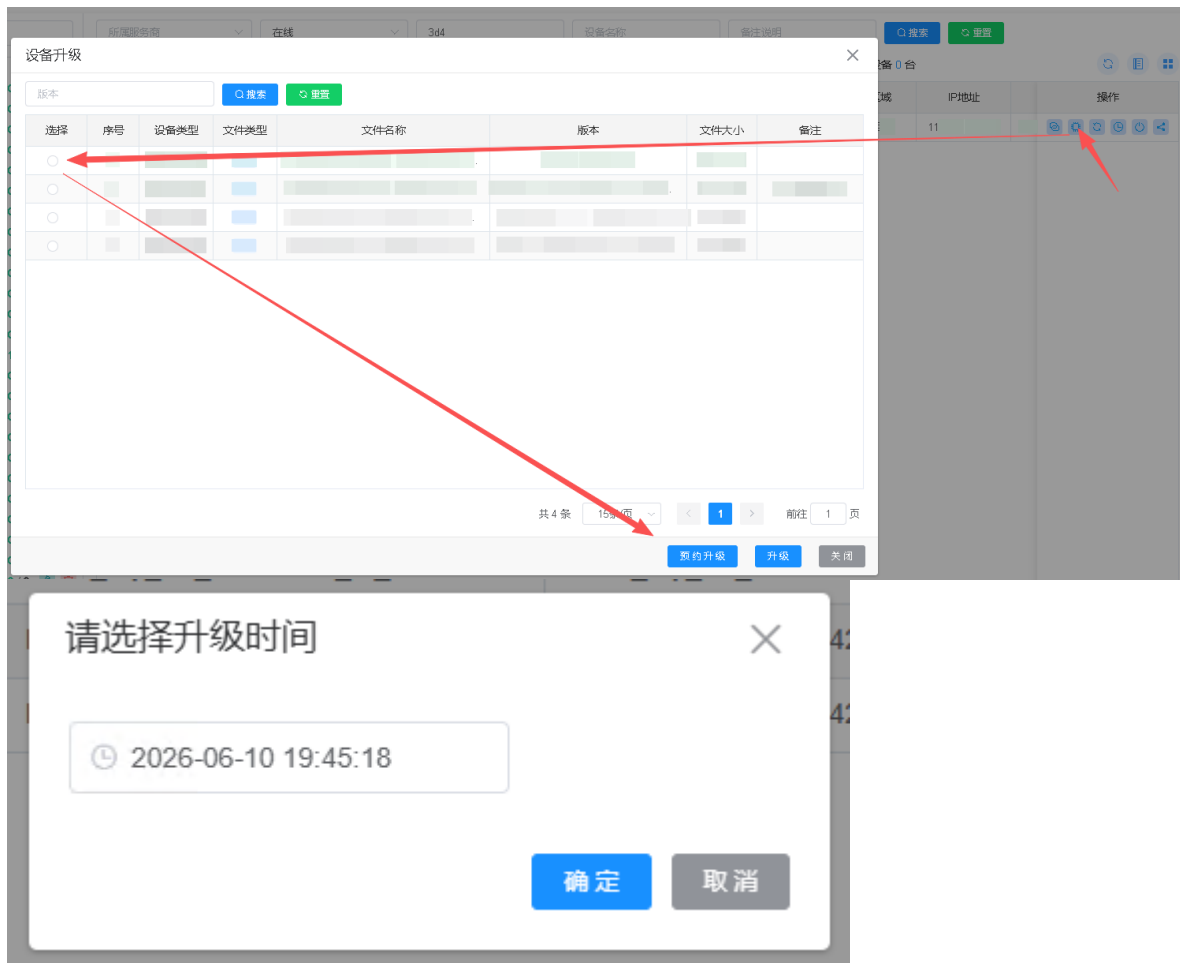 所属服务商 在线 3d4 设备名称 备注说明 搜索 重置
设备升级
备 0 台
版本 搜索 重置
域 IP地址 操作
选择 序号 设备类型 文件类型 文件名称 版本 文件大小 备注
11
共 4 条 15条/页 1 前往 1 页
预约升级 升级 关闭
请选择升级时间
42
2026-06-10 19:45:18
42
确定 取消